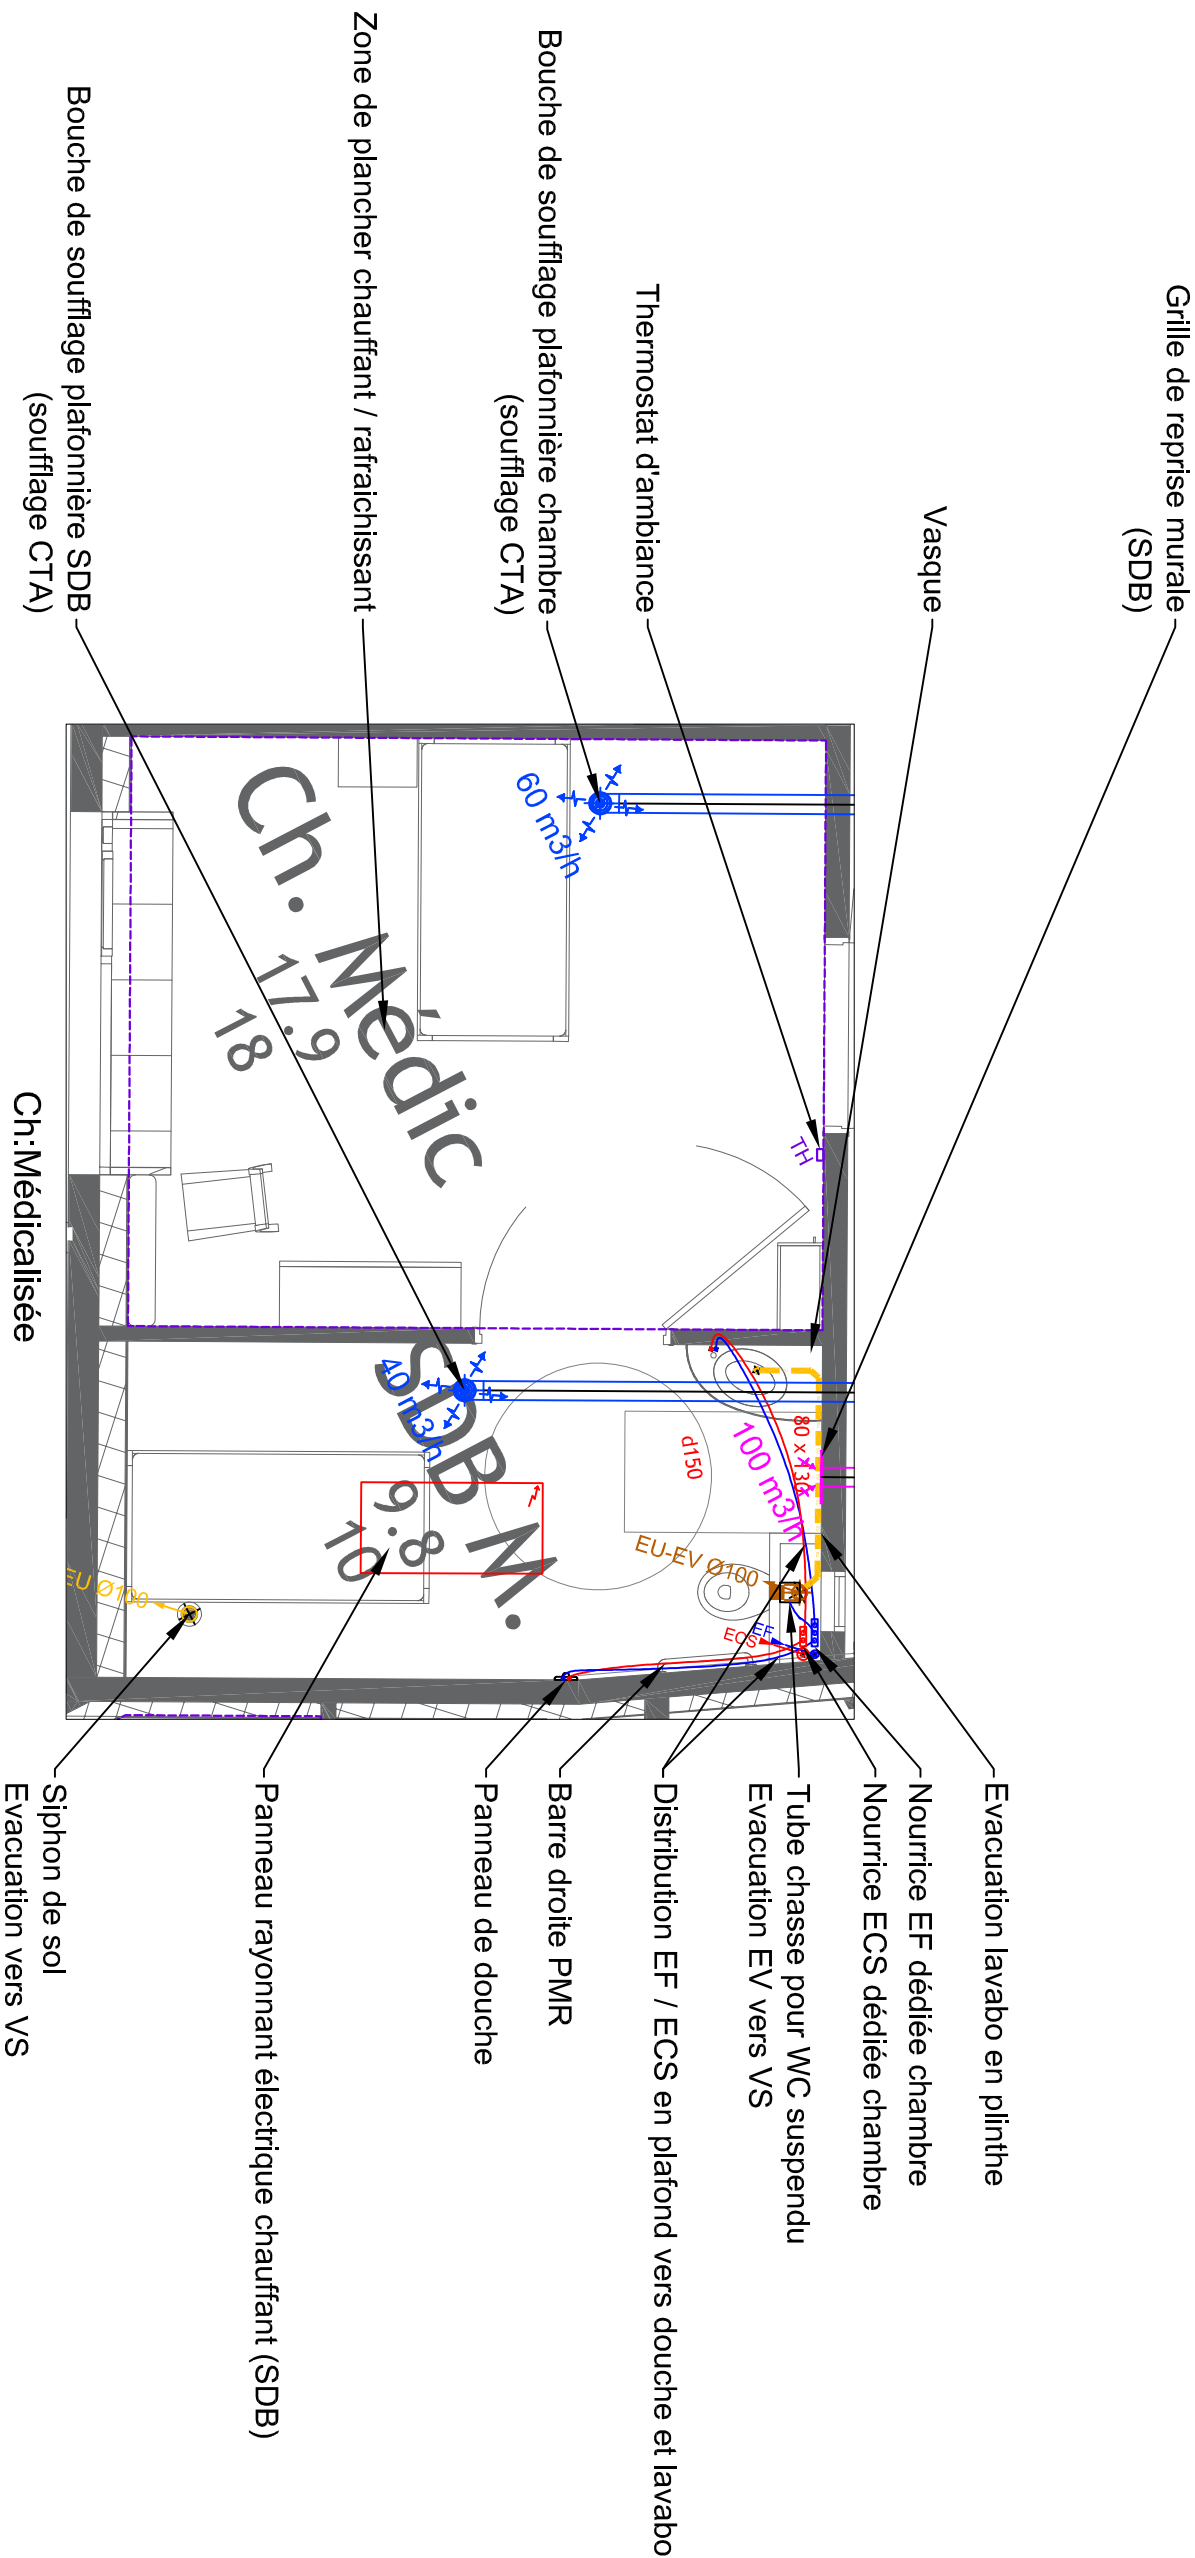 Grille de reprise murale
(SDB)
Vasque
Thermostat d'ambiance
Bouche de soufflage plafonnière chambre
(soufflage CTA)
Zone de plancher chauffant / rafraichissant
Bouche de soufflage plafonnière SDB
(soufflage CTA)
60 m3/h
Ch. Médic
17.9
18
TH
40 m3/h
SDB M.
9.8
10
d150
80 x 130
100 m3/h
EU-EV Ø100
EF
ECS
EU Ø100
Ch:Médicalisée
Evacuation lavabo en plinthe
Nourrice EF dédiée chambre
Nourrice ECS dédiée chambre
Tube chasse pour WC suspendu
Evacuation EV vers VS
Distribution EF / ECS en plafond vers douche et lavabo
Barre droite PMR
Panneau de douche
Panneau rayonnant électrique chauffant (SDB)
Siphon de sol
Evacuation vers VS